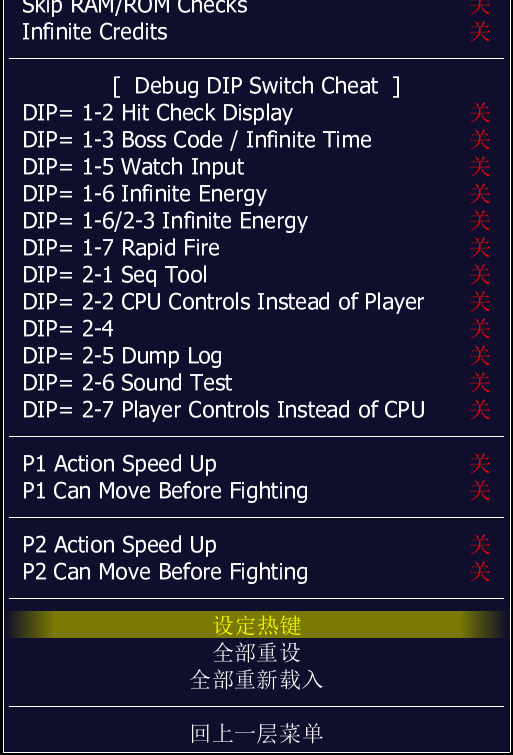 Skip RAM/ROM Checks 关
Infinite Credits 关
[ Debug DIP Switch Cheat ]
DIP= 1-2 Hit Check Display 关
DIP= 1-3 Boss Code / Infinite Time 关
DIP= 1-5 Watch Input 关
DIP= 1-6 Infinite Energy 关
DIP= 1-6/2-3 Infinite Energy 关
DIP= 1-7 Rapid Fire 关
DIP= 2-1 Seq Tool 关
DIP= 2-2 CPU Controls Instead of Player 关
DIP= 2-4 关
DIP= 2-5 Dump Log 关
DIP= 2-6 Sound Test 关
DIP= 2-7 Player Controls Instead of CPU 关
P1 Action Speed Up 关
P1 Can Move Before Fighting 关
P2 Action Speed Up 关
P2 Can Move Before Fighting 关
设定热键
全部重设
全部重新载入
回上一层菜单